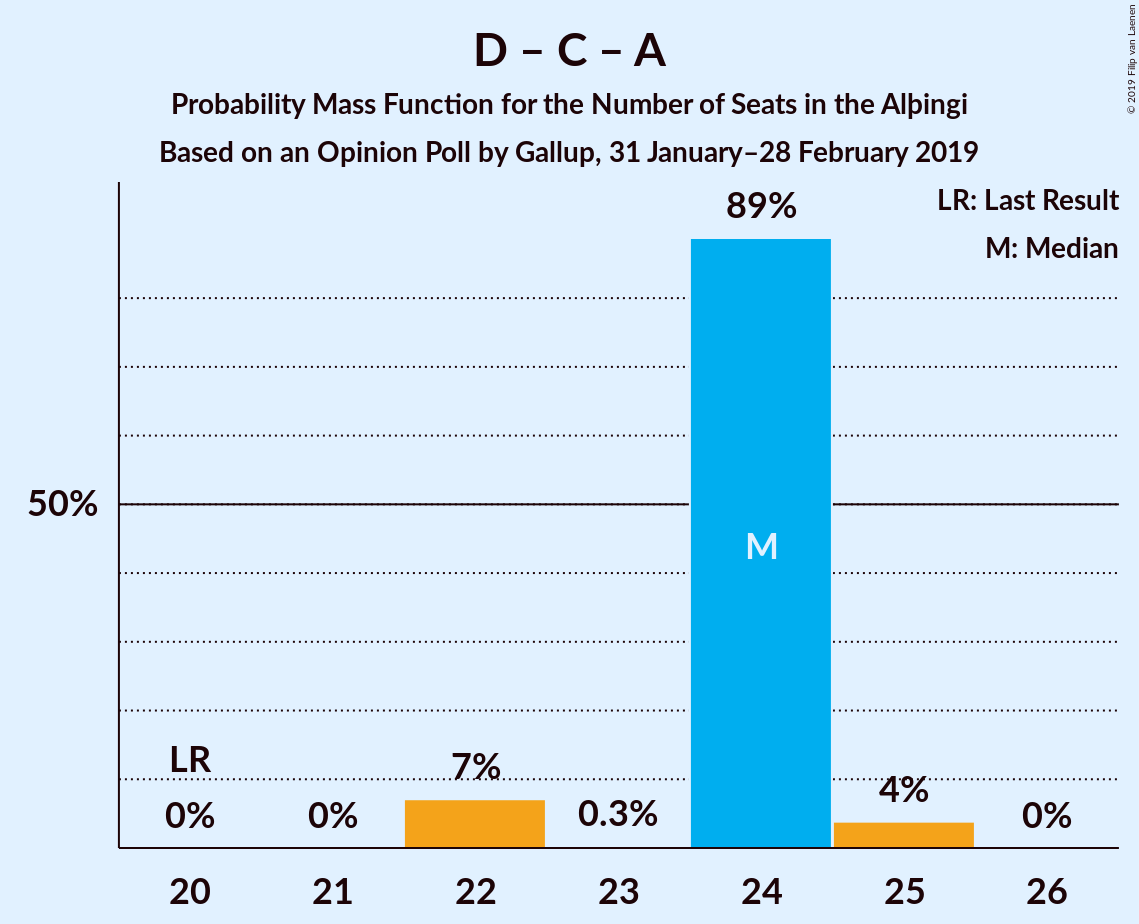 D – C – A
Probability Mass Function for the Number of Seats in the Alþingi
Based on an Opinion Poll by Gallup, 31 January–28 February 2019
© 2019 Filip van Laenen
LR: Last Result
M: Median
89%
50%
M
LR
7%
4%
0%
0%
0.3%
0%
20
21
22
23
24
25
26